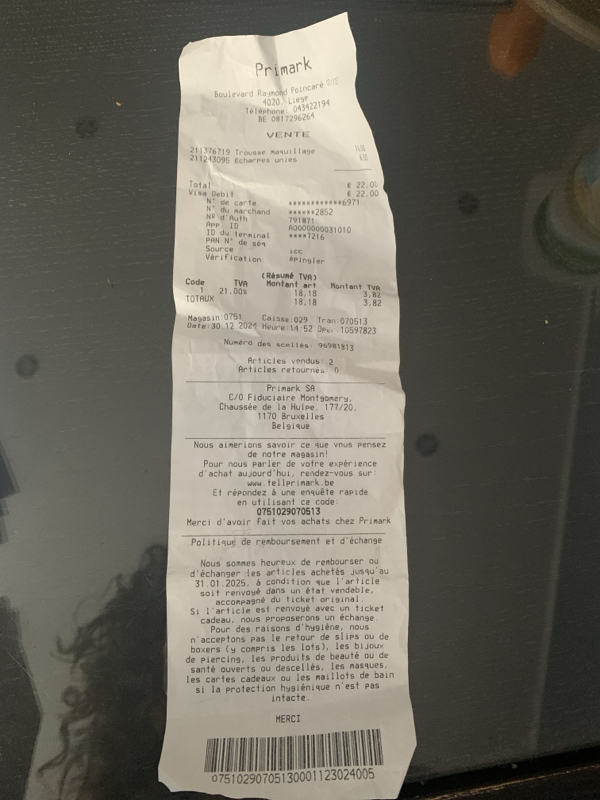 Primark
Boulevard Raymond Poincaré
4020, Liege
Téléphone: 043422194
BE 0817296264
VENTE
211376719 Trousse maquillage
211243095 Echarpes unies
Total € 22,00
Visa Debit € 22,00
N° de carte ************6971
N° du marchand ******2852
N° d'Auth 791871
App. ID A0000000031010
ID du terminal ****7216
PAN N° de séq
Source icc
Vérification épingler
(Résumé TVA)
Code TVA Montant art Montant TVA
1 21.00% 18,18 3,82
TOTAUX 18,18 3,82
Magasin:0751 Caisse:029 Tran:070513
Date:30 12 2024 Heure:14:52 Opé.:10597823
Numéro des scellés: 96981813
Articles vendus: 2
Articles retournés: 0
Primark SA
C/O Fiduciaire Montgomery,
Chaussée de la Hulpe, 177/20,
1170 Bruxelles
Belgique
Nous aimerions savoir ce que vous pensez
de notre magasin!
Pour nous parler de votre expérience
d'achat aujourd'hui, rendez-vous sur:
www.tellprimark.be
Et répondez à une enquête rapide
en utilisant ce code:
0751029070513
Merci d'avoir fait vos achats chez Primark
Politique de remboursement et d'échange
Nous sommes heureux de rembourser ou
d'échanger les articles achetés jusqu'au
31.01.2025, à condition que l'article
soit renvoyé dans un état vendable,
accompagné du ticket original.
Si l'article est renvoyé avec un ticket
cadeau, nous proposerons un échange.
Pour des raisons d'hygiène, nous
n'acceptons pas le retour de slips ou de
boxers (y compris les lots), les bijoux
de piercing, les produits de beauté ou de
santé ouverts ou descellés, les masques,
les cartes cadeaux ou les maillots de bain
si la protection hygiénique n'est pas
intacte.
MERCI
07510290705130001123024005